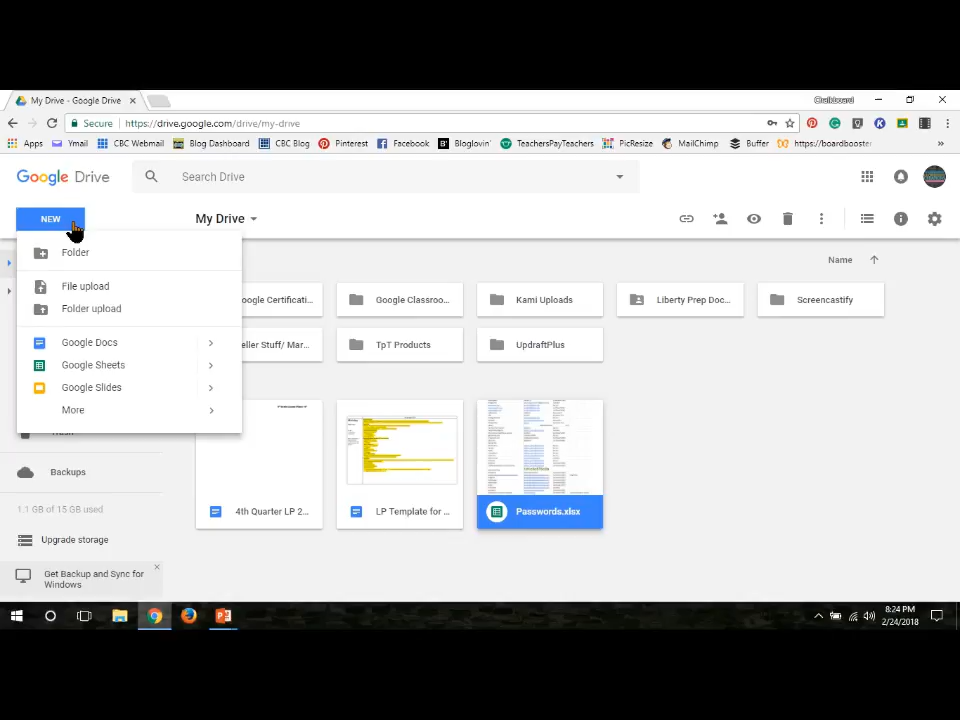 My Drive - Google Drive
Chalkboard
Secure https://drive.google.com/drive/my-drive
Apps Ymail CBC Webmail Blog Dashboard CBC Blog Pinterest Facebook Bloglovin' TeachersPayTeachers PicResize MailChimp Buffer https://boardbooster
Google Drive
Search Drive
NEW
My Drive
Folder
Name
File upload
Folder upload
oogle Certificati...
Google Classroo...
Kami Uploads
Liberty Prep Doc...
Screencastify
Google Docs
eller Stuff/ Mar...
TpT Products
UpdraftPlus
Google Sheets
Google Slides
More
Backups
1.1 GB of 15 GB used
4th Quarter LP 2...
LP Template for ...
Passwords.xlsx
Upgrade storage
Get Backup and Sync for
Windows
8:24 PM
2/24/2018